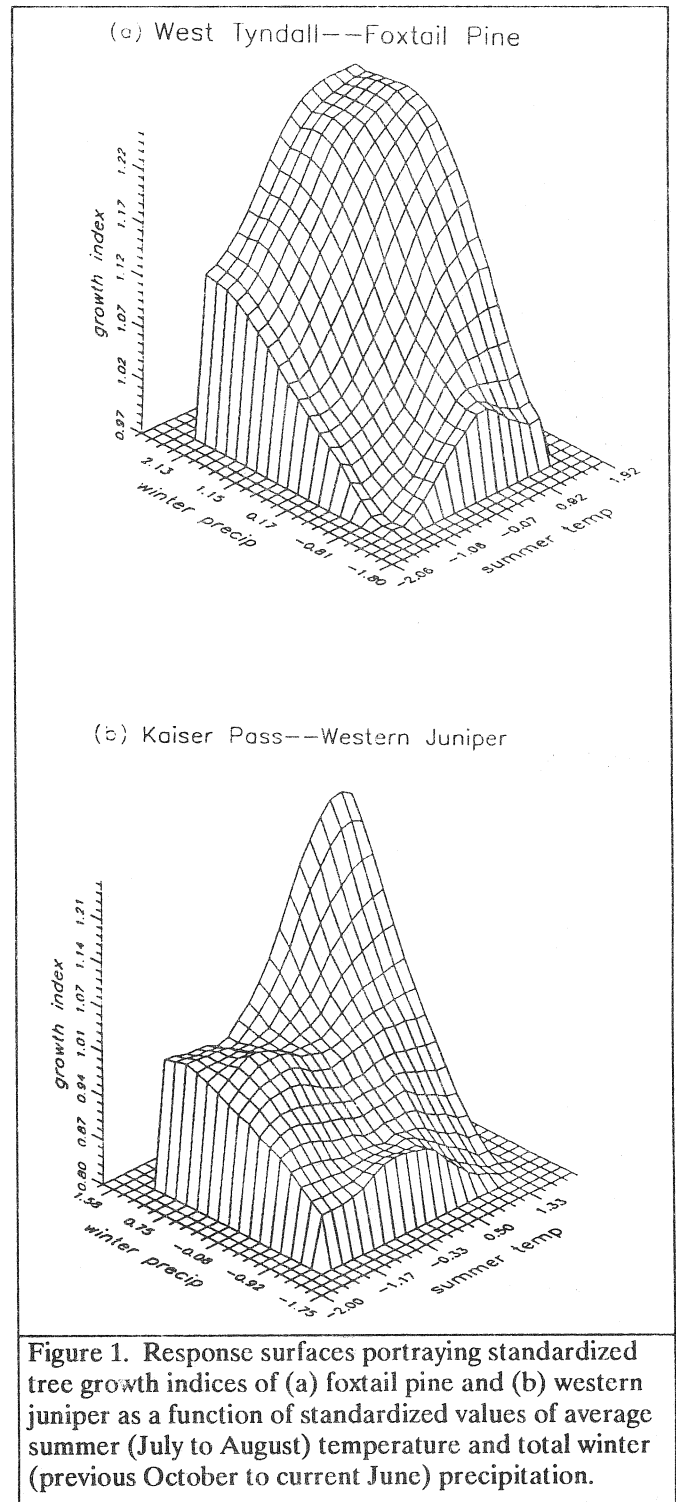 (a) West Tyndall--Foxtail Pine
growth index
0.97 1.02 1.07 1.12 1.17 1.22
2.13 1.15 0.17 -0.81 -1.80
winter precip
-2.06 -1.08 -0.07 0.92 1.92
summer temp
(b) Kaiser Pass--Western Juniper
growth index
0.80 0.87 0.94 1.01 1.07 1.14 1.21
1.58 0.75 -0.08 -0.92 -1.75
winter precip
-2.00 -1.17 -0.33 0.50 1.33
summer temp
Figure 1. Response surfaces portraying standardized
tree growth indices of (a) foxtail pine and (b) western
juniper as a function of standardized values of average
summer (July to August) temperature and total winter
(previous October to current June) precipitation.